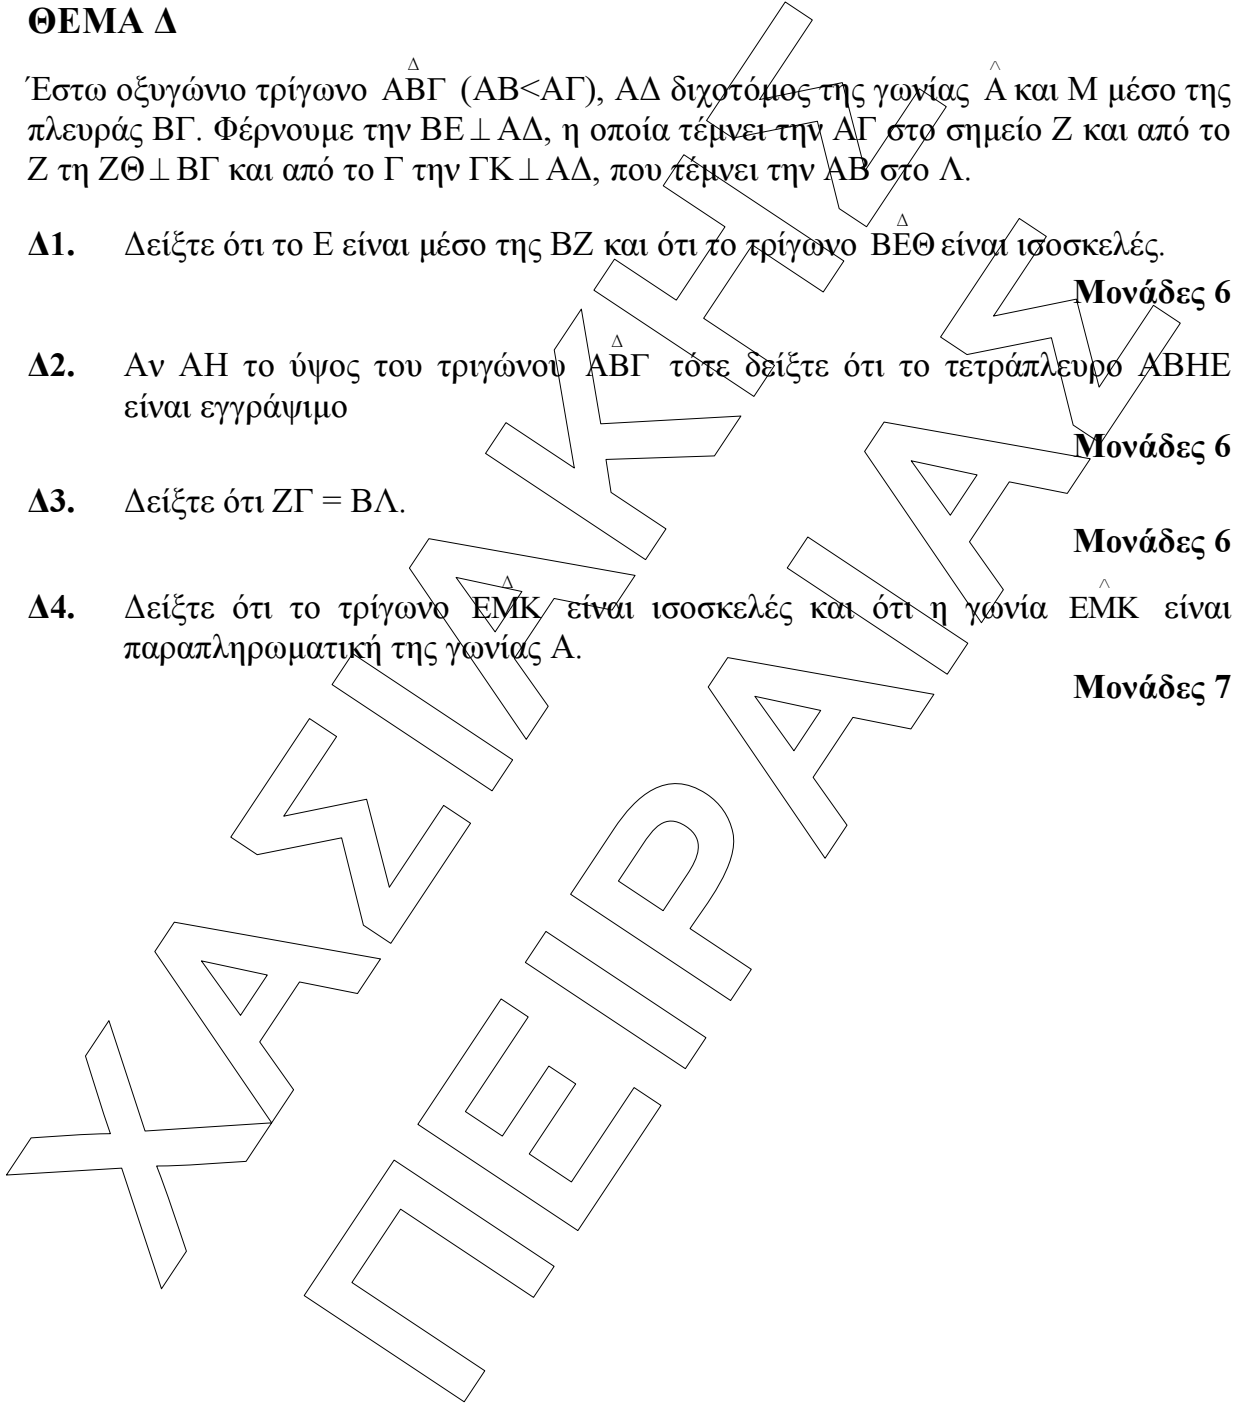 ΘΕΜΑ Δ
Έστω οξυγώνιο τρίγωνο ΑΒΓ (ΑΒ<ΑΓ), ΑΔ διχοτόμος της γωνίας Α και Μ μέσο της
πλευράς ΒΓ. Φέρνουμε την ΒΕ⊥ΑΔ, η οποία τέμνει την ΑΓ στο σημείο Ζ και από το
Ζ τη ΖΘ⊥ΒΓ και από το Γ την ΓΚ⊥ΑΔ, που τέμνει την ΑΒ στο Λ.
Δ1. Δείξτε ότι το Ε είναι μέσο της ΒΖ και ότι το τρίγωνο ΒΕΘ είναι ισοσκελές.
Μονάδες 6
Δ2. Αν ΑΗ το ύψος του τριγώνου ΑΒΓ τότε δείξτε ότι το τετράπλευρο ΑΒΗΕ
είναι εγγράψιμο
Μονάδες 6
Δ3. Δείξτε ότι ΖΓ = ΒΛ.
Μονάδες 6
Δ4. Δείξτε ότι το τρίγωνο ΕΜΚ είναι ισοσκελές και ότι η γωνία ΕΜΚ είναι
παραπληρωματική της γωνίας Α.
Μονάδες 7
ΧΑΣΙΛΑΚΗΣ
ΠΕΙΡΑΙΑΣ